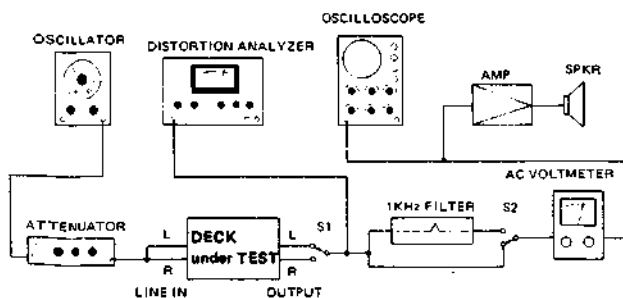 OSCILLOSCOPE
OSCILLATOR
DISTORTION ANALYZER
AMP
SPKR
AC VOLTMETER
1KHz FILTER
S2
ATTENUATOR
L
DECK
L
S1
R
under TEST
R
LINE IN
OUTPUT